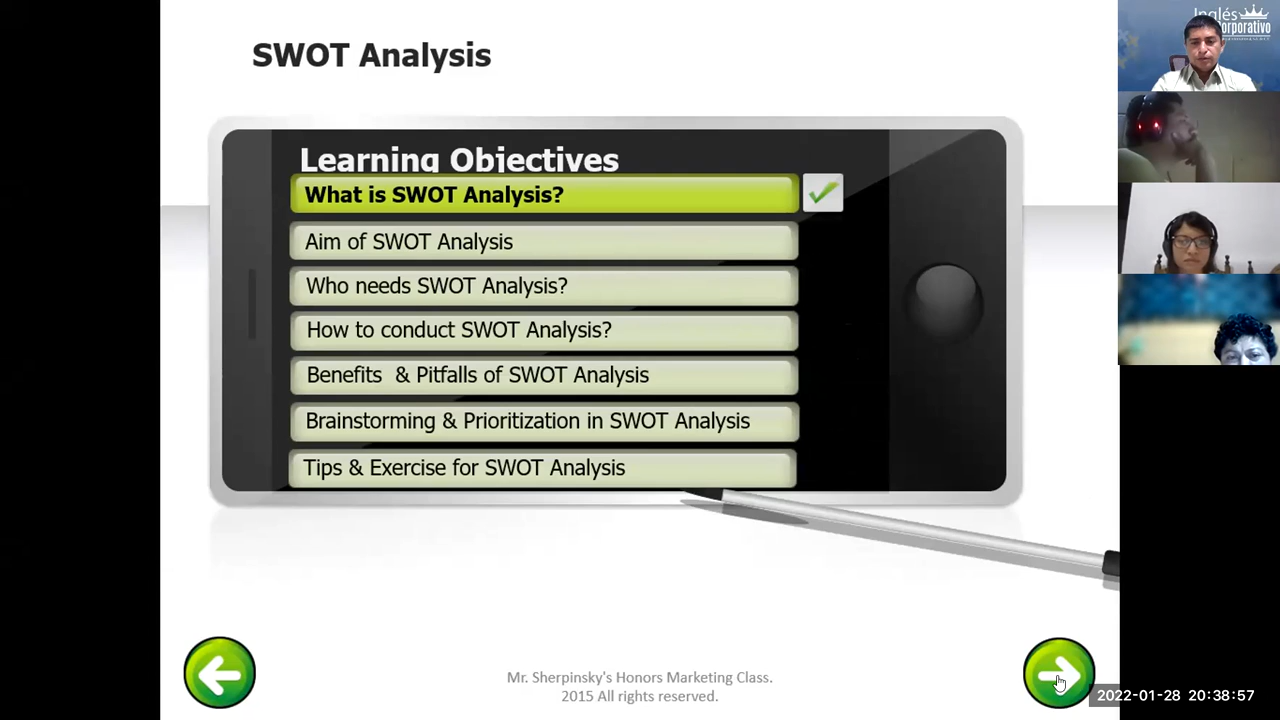 SWOT Analysis
Learning Objectives
What is SWOT Analysis?
Aim of SWOT Analysis
Who needs SWOT Analysis?
How to conduct SWOT Analysis?
Benefits & Pitfalls of SWOT Analysis
Brainstorming & Prioritization in SWOT Analysis
Tips & Exercise for SWOT Analysis
Mr. Sherpinsky's Honors Marketing Class.
2015 All rights reserved.
Inglés
orporativo
2022-01-28 20:38:57